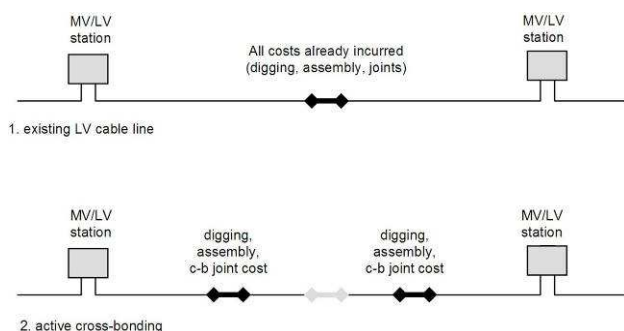 MV/LV
station
All costs already incurred
(digging, assembly, joints)
MV/LV
station
1. existing LV cable line
MV/LV
station
digging,
assembly,
c-b joint cost
digging,
assembly,
c-b joint cost
MV/LV
station
2. active cross-bonding